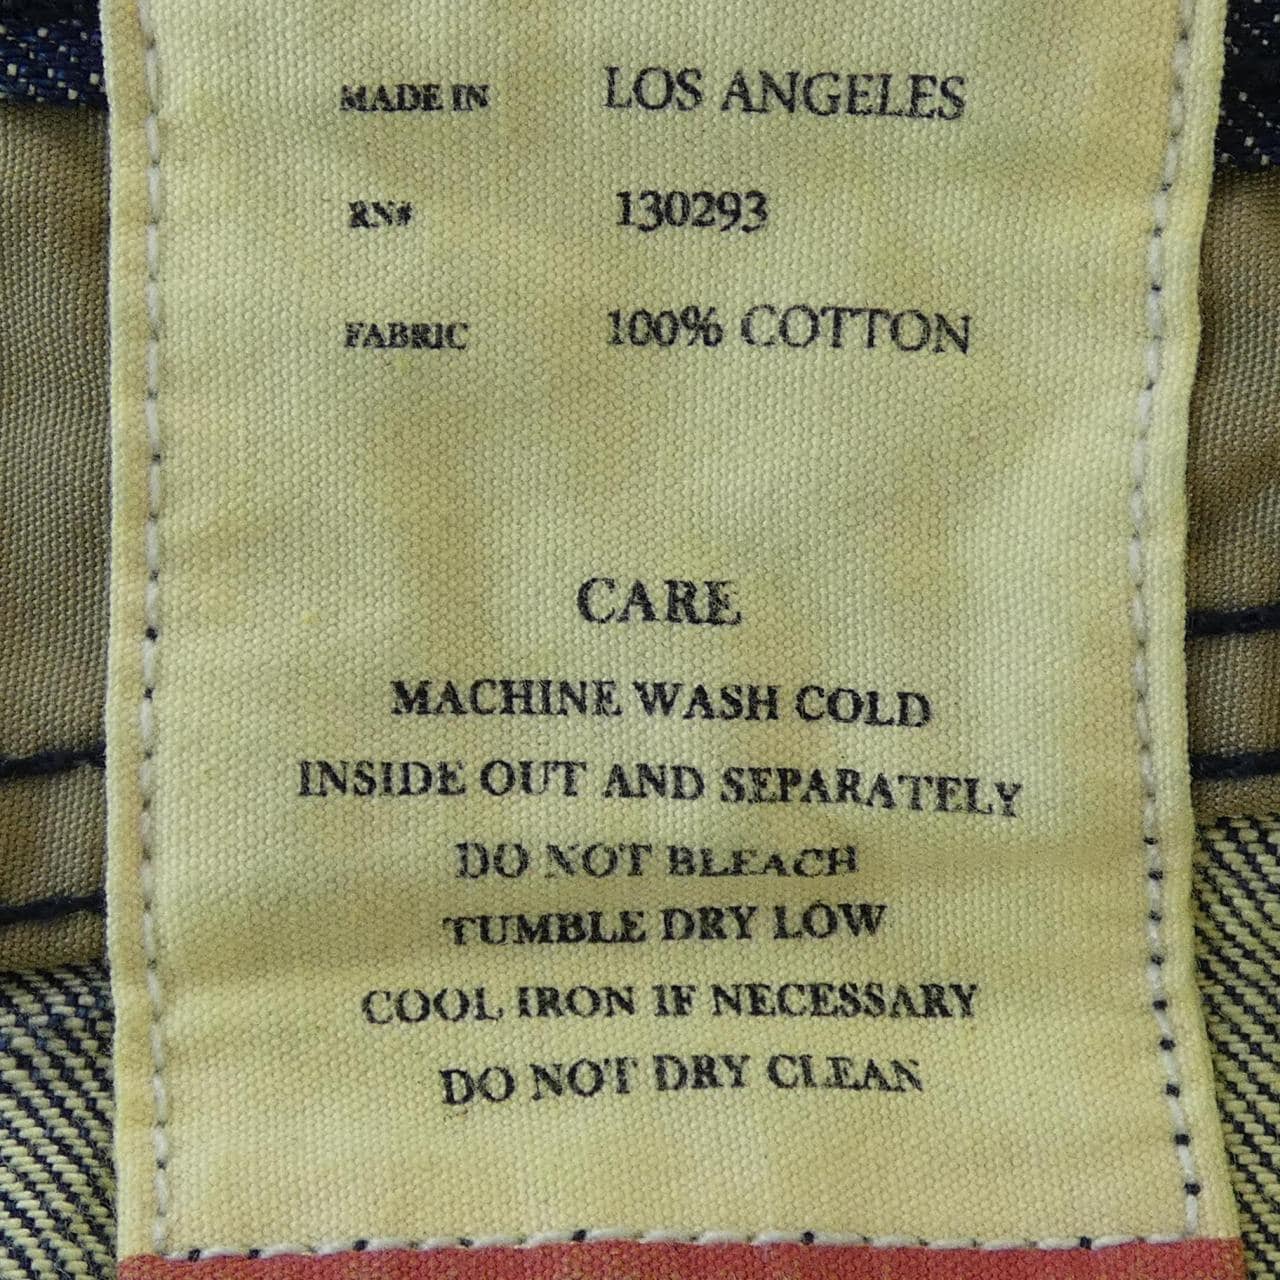 MADE IN LOS ANGELES
RN# 130293
FABRIC 100% COTTON
CARE
MACHINE WASH COLD
INSIDE OUT AND SEPARATELY
DO NOT BLEACH
TUMBLE DRY LOW
COOL IRON IF NECESSARY
DO NOT DRY CLEAN